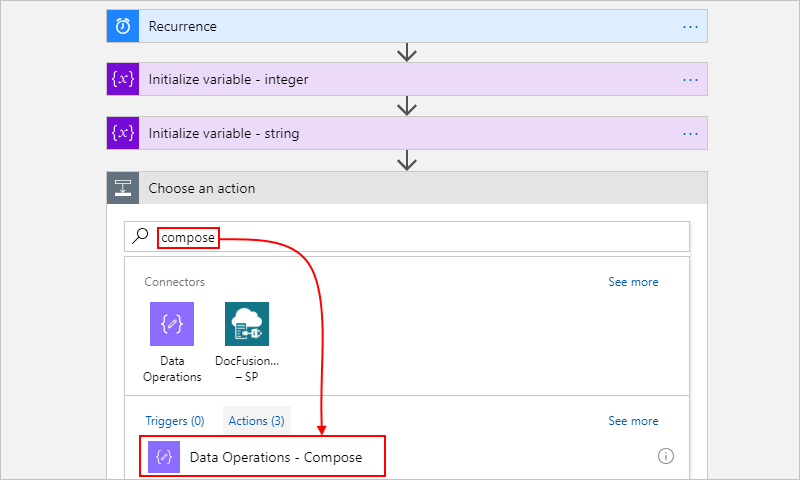 Recurrence
...
Initialize variable - integer
...
Initialize variable - string
...
Choose an action
compose
Connectors See more
Data Operations
DocFusion... – SP
Triggers (0) Actions (3) See more
Data Operations - Compose